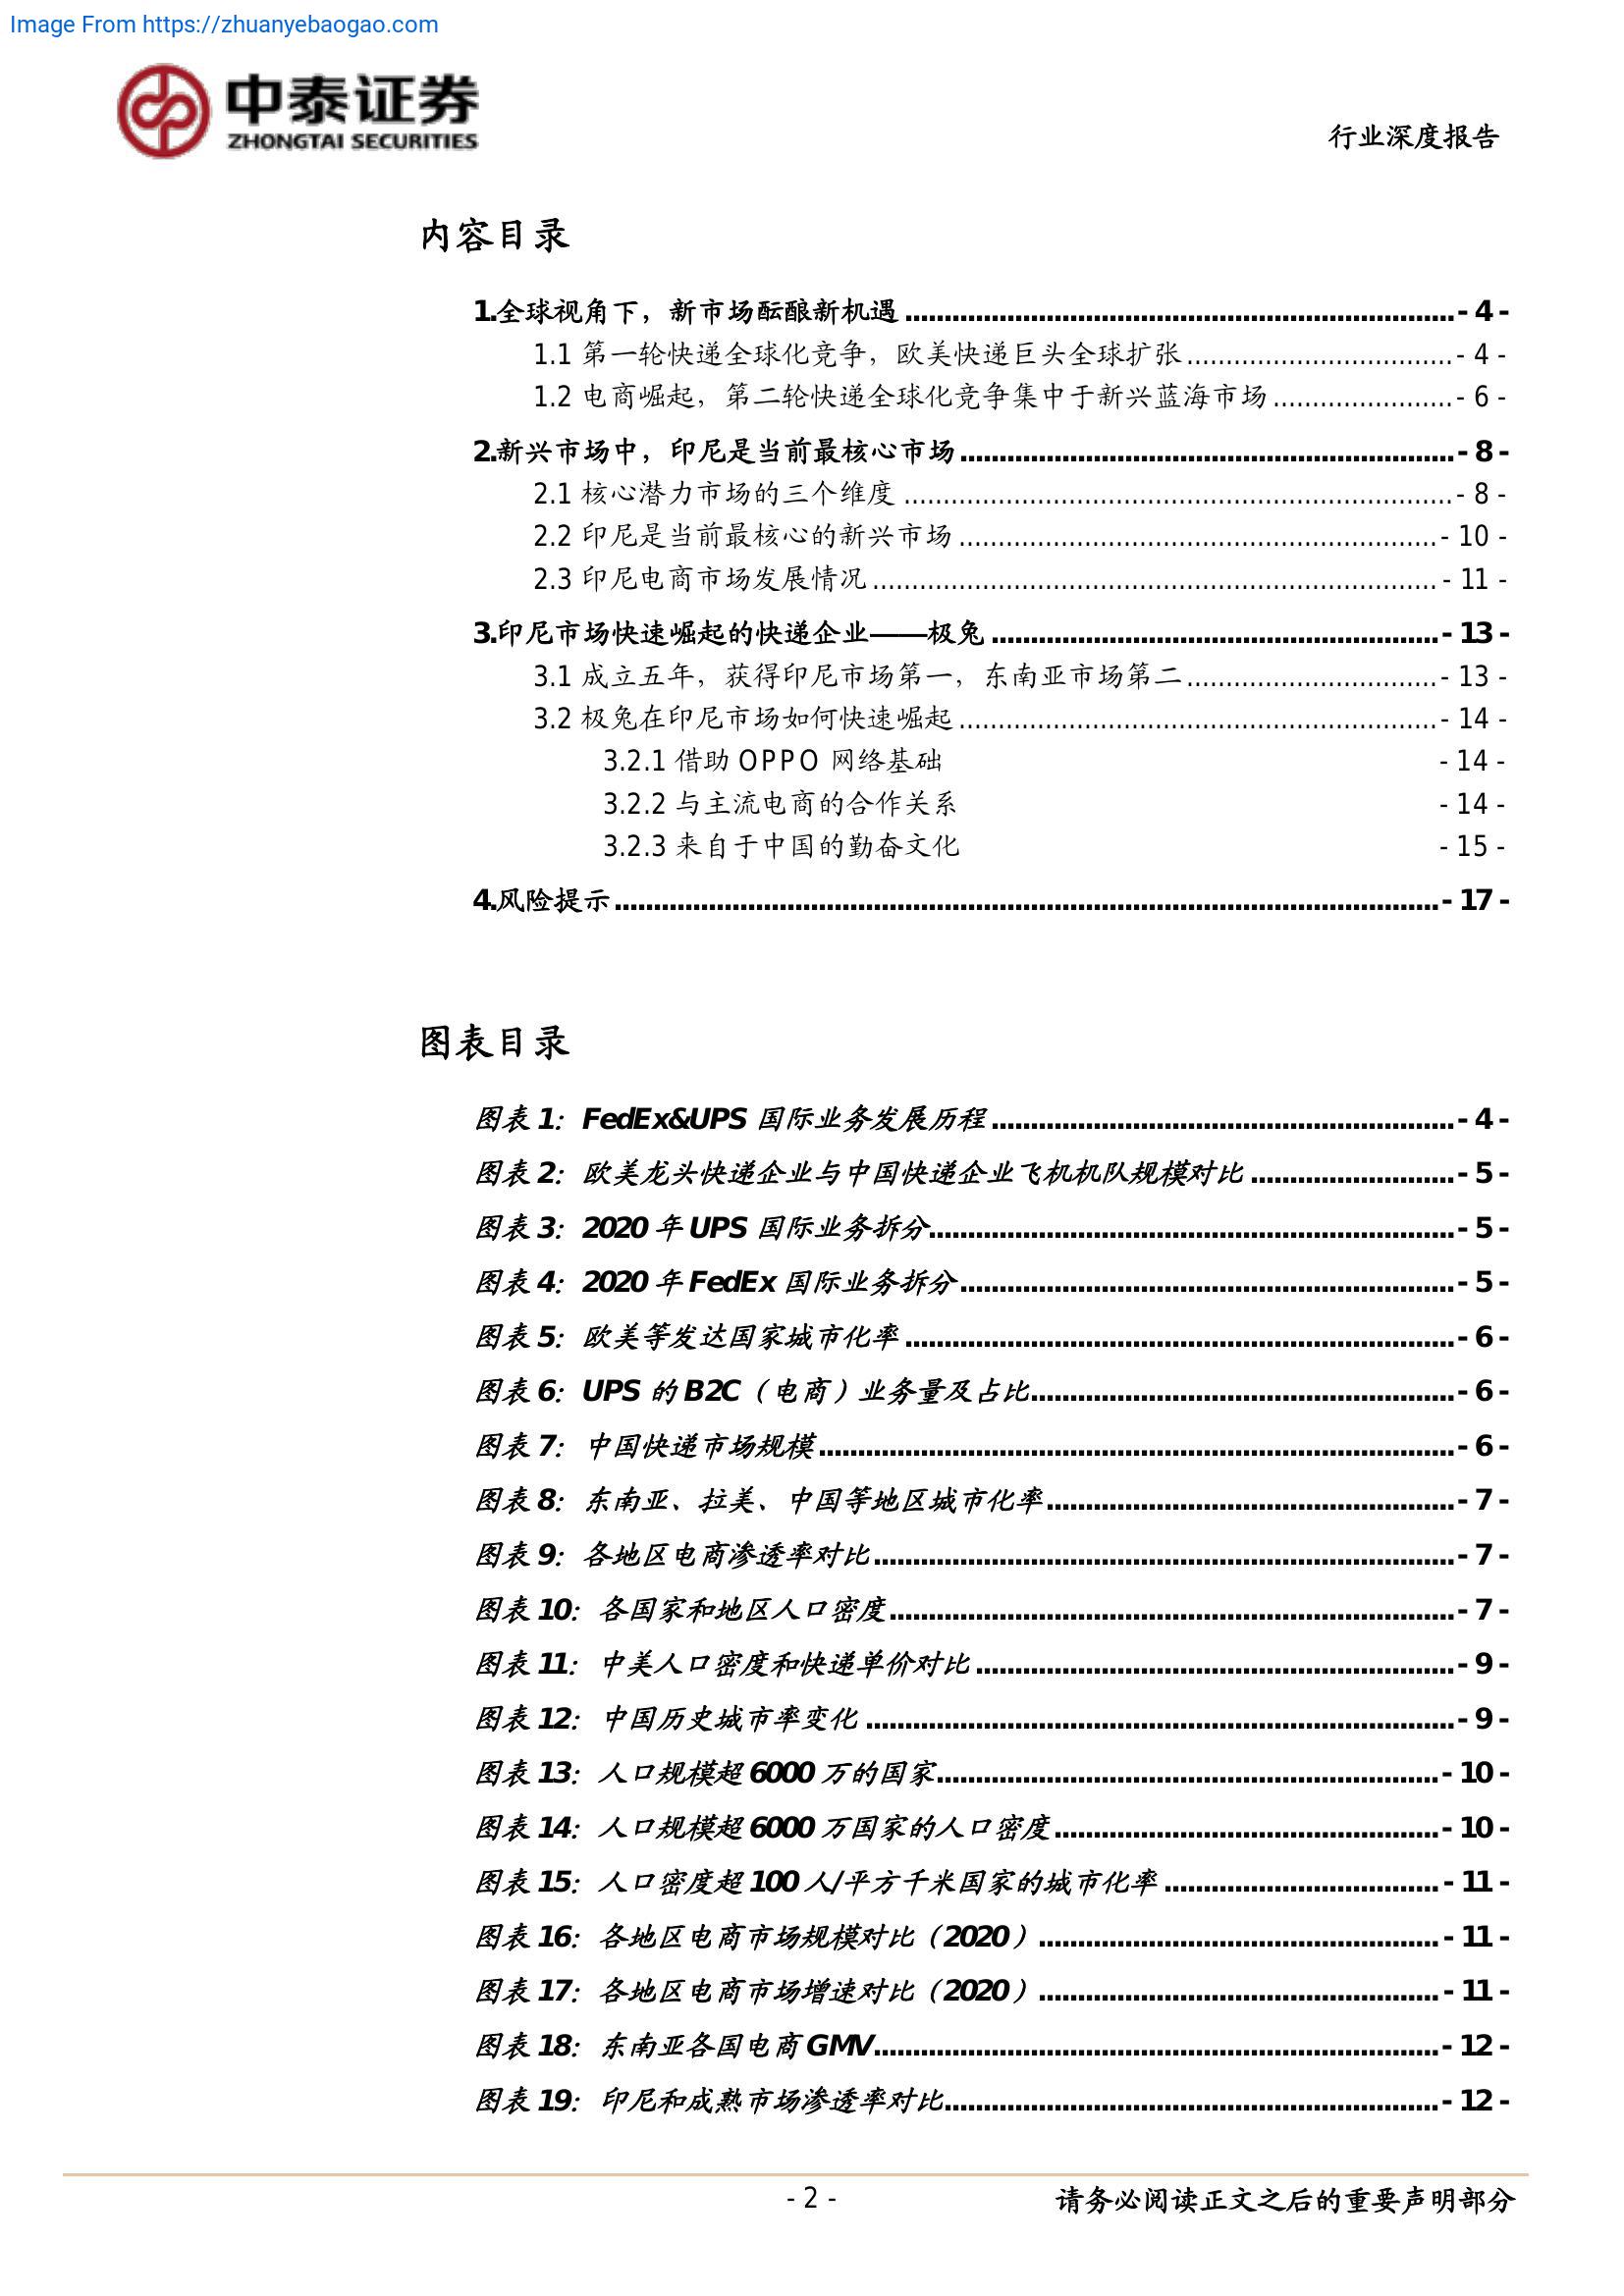 Image From https://zhuanyebaogao.com
中泰证券
ZHONGTAI SECURITIES
行业深度报告
内容目录
1.全球视角下，新市场酝酿新机遇 - 4 -
1.1 第一轮快递全球化竞争，欧美快递巨头全球扩张 - 4 -
1.2 电商崛起，第二轮快递全球化竞争集中于新兴蓝海市场 - 6 -
2.新兴市场中，印尼是当前最核心市场 - 8 -
2.1 核心潜力市场的三个维度 - 8 -
2.2 印尼是当前最核心的新兴市场 - 10 -
2.3 印尼电商市场发展情况 - 11 -
3.印尼市场快速崛起的快递企业——极兔 - 13 -
3.1 成立五年，获得印尼市场第一，东南亚市场第二 - 13 -
3.2 极兔在印尼市场如何快速崛起 - 14 -
3.2.1 借助 OPPO 网络基础 - 14 -
3.2.2 与主流电商的合作关系 - 14 -
3.2.3 来自于中国的勤奋文化 - 15 -
4.风险提示 - 17 -
图表目录
图表 1：FedEx&UPS 国际业务发展历程 - 4 -
图表 2：欧美龙头快递企业与中国快递企业飞机机队规模对比 - 5 -
图表 3：2020 年 UPS 国际业务拆分 - 5 -
图表 4：2020 年 FedEx 国际业务拆分 - 5 -
图表 5：欧美等发达国家城市化率 - 6 -
图表 6：UPS 的 B2C（电商）业务量及占比 - 6 -
图表 7：中国快递市场规模 - 6 -
图表 8：东南亚、拉美、中国等地区城市化率 - 7 -
图表 9：各地区电商渗透率对比 - 7 -
图表 10：各国家和地区人口密度 - 7 -
图表 11：中美人口密度和快递单价对比 - 9 -
图表 12：中国历史城市率变化 - 9 -
图表 13：人口规模超 6000 万的国家 - 10 -
图表 14：人口规模超 6000 万国家的人口密度 - 10 -
图表 15：人口密度超 100 人/平方千米国家的城市化率 - 11 -
图表 16：各地区电商市场规模对比（2020） - 11 -
图表 17：各地区电商市场增速对比（2020） - 11 -
图表 18：东南亚各国电商 GMV - 12 -
图表 19：印尼和成熟市场渗透率对比 - 12 -
- 2 -
请务必阅读正文之后的重要声明部分